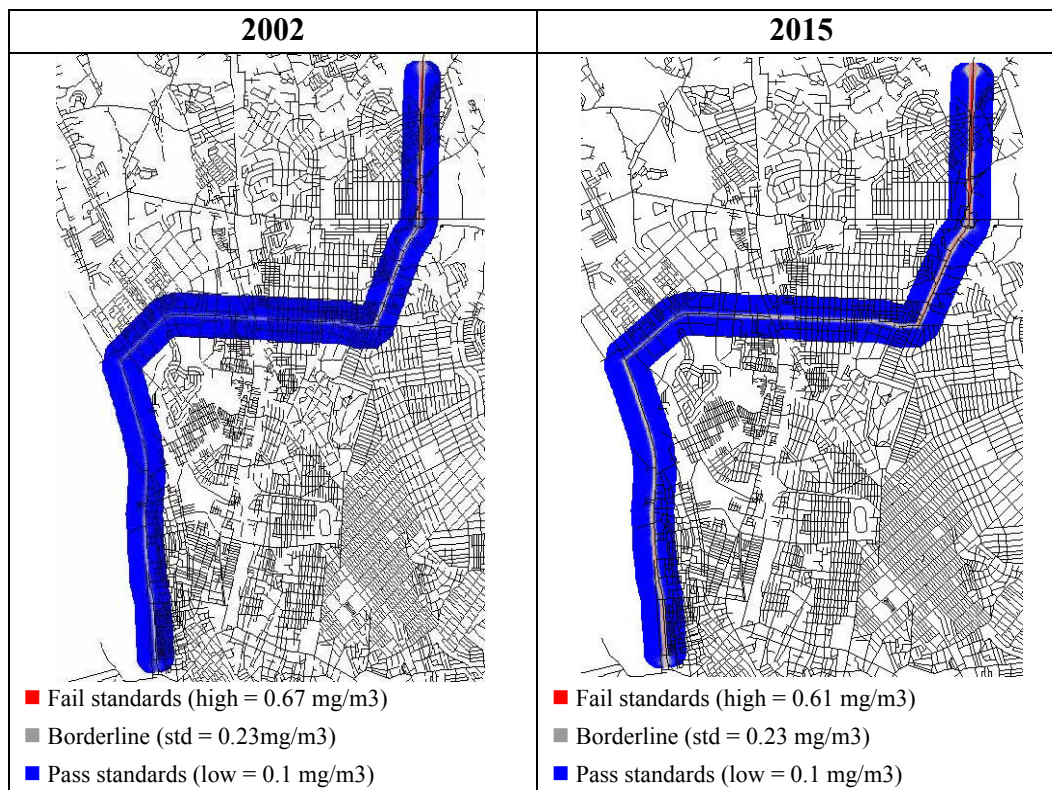 2002
2015
Fail standards (high = 0.67 mg/m3)
Borderline (std = 0.23mg/m3)
Pass standards (low = 0.1 mg/m3)
Fail standards (high = 0.61 mg/m3)
Borderline (std = 0.23 mg/m3)
Pass standards (low = 0.1 mg/m3)